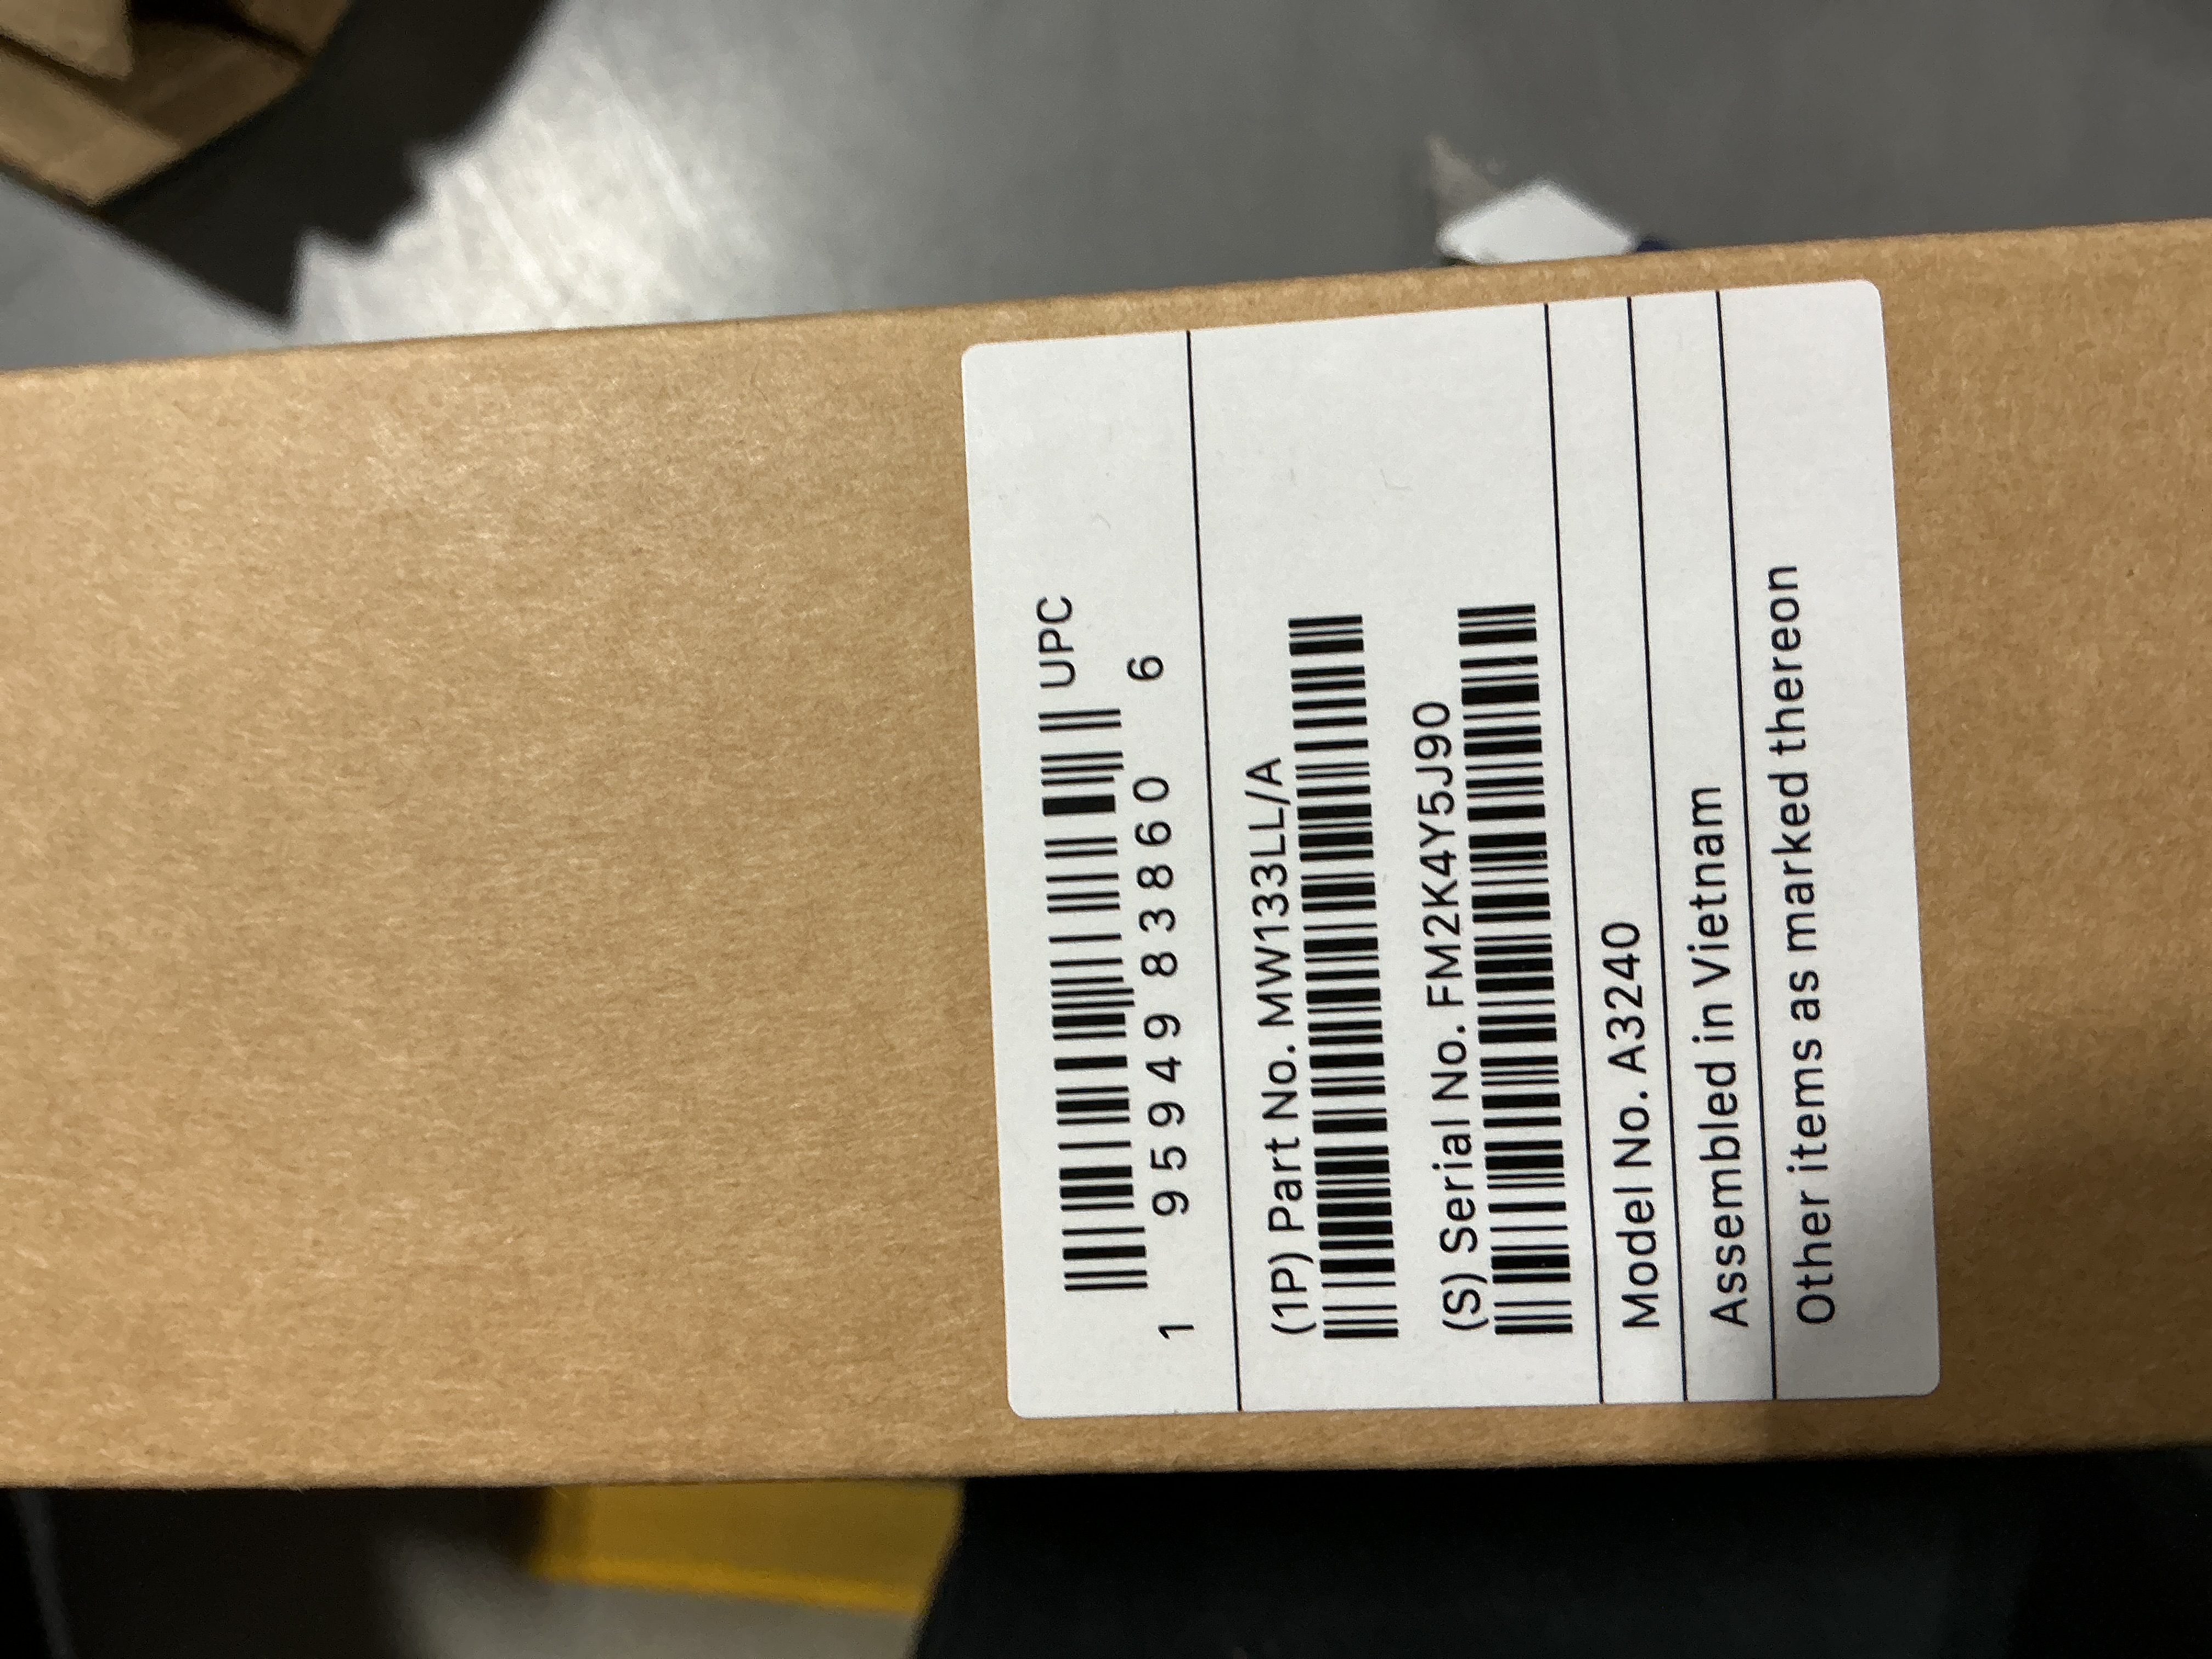 UPC
1 95949 83860 6
(1P) Part No. MW133LL/A
(S) Serial No. FM2K4Y5J90
Model No. A3240
Assembled in Vietnam
Other items as marked thereon